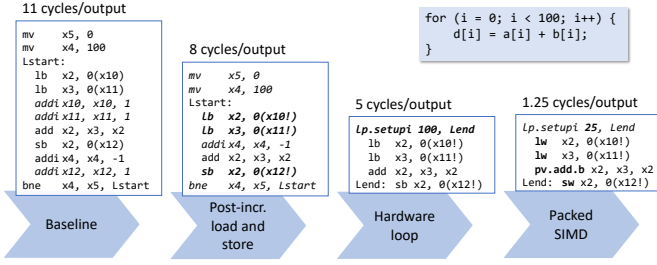 11 cycles/output
mv x5, 0
mv x4, 100
Lstart:
lb x2, 0(x10)
lb x3, 0(x11)
addi x10, x10, 1
addi x11, x11, 1
add x2, x3, x2
sb x2, 0(x12)
addi x4, x4, -1
addi x12, x12, 1
bne x4, x5, Lstart
Baseline
8 cycles/output
mv x5, 0
mv x4, 100
Lstart:
lb x2, 0(x10!)
lb x3, 0(x11!)
addi x4, x4, -1
add x2, x3, x2
sb x2, 0(x12!)
bne x4, x5, Lstart
Post-incr.
load and
store
for (i = 0; i < 100; i++) {
d[i] = a[i] + b[i];
}
5 cycles/output
Lp.setupi 100, Lend
lb x2, 0(x10!)
lb x3, 0(x11!)
add x2, x3, x2
Lend: sb x2, 0(x12!)
Hardware
loop
1.25 cycles/output
Lp.setupi 25, Lend
lw x2, 0(x10!)
lw x3, 0(x11!)
pv.add.b x2, x3, x2
Lend: sw x2, 0(x12!)
Packed
SIMD